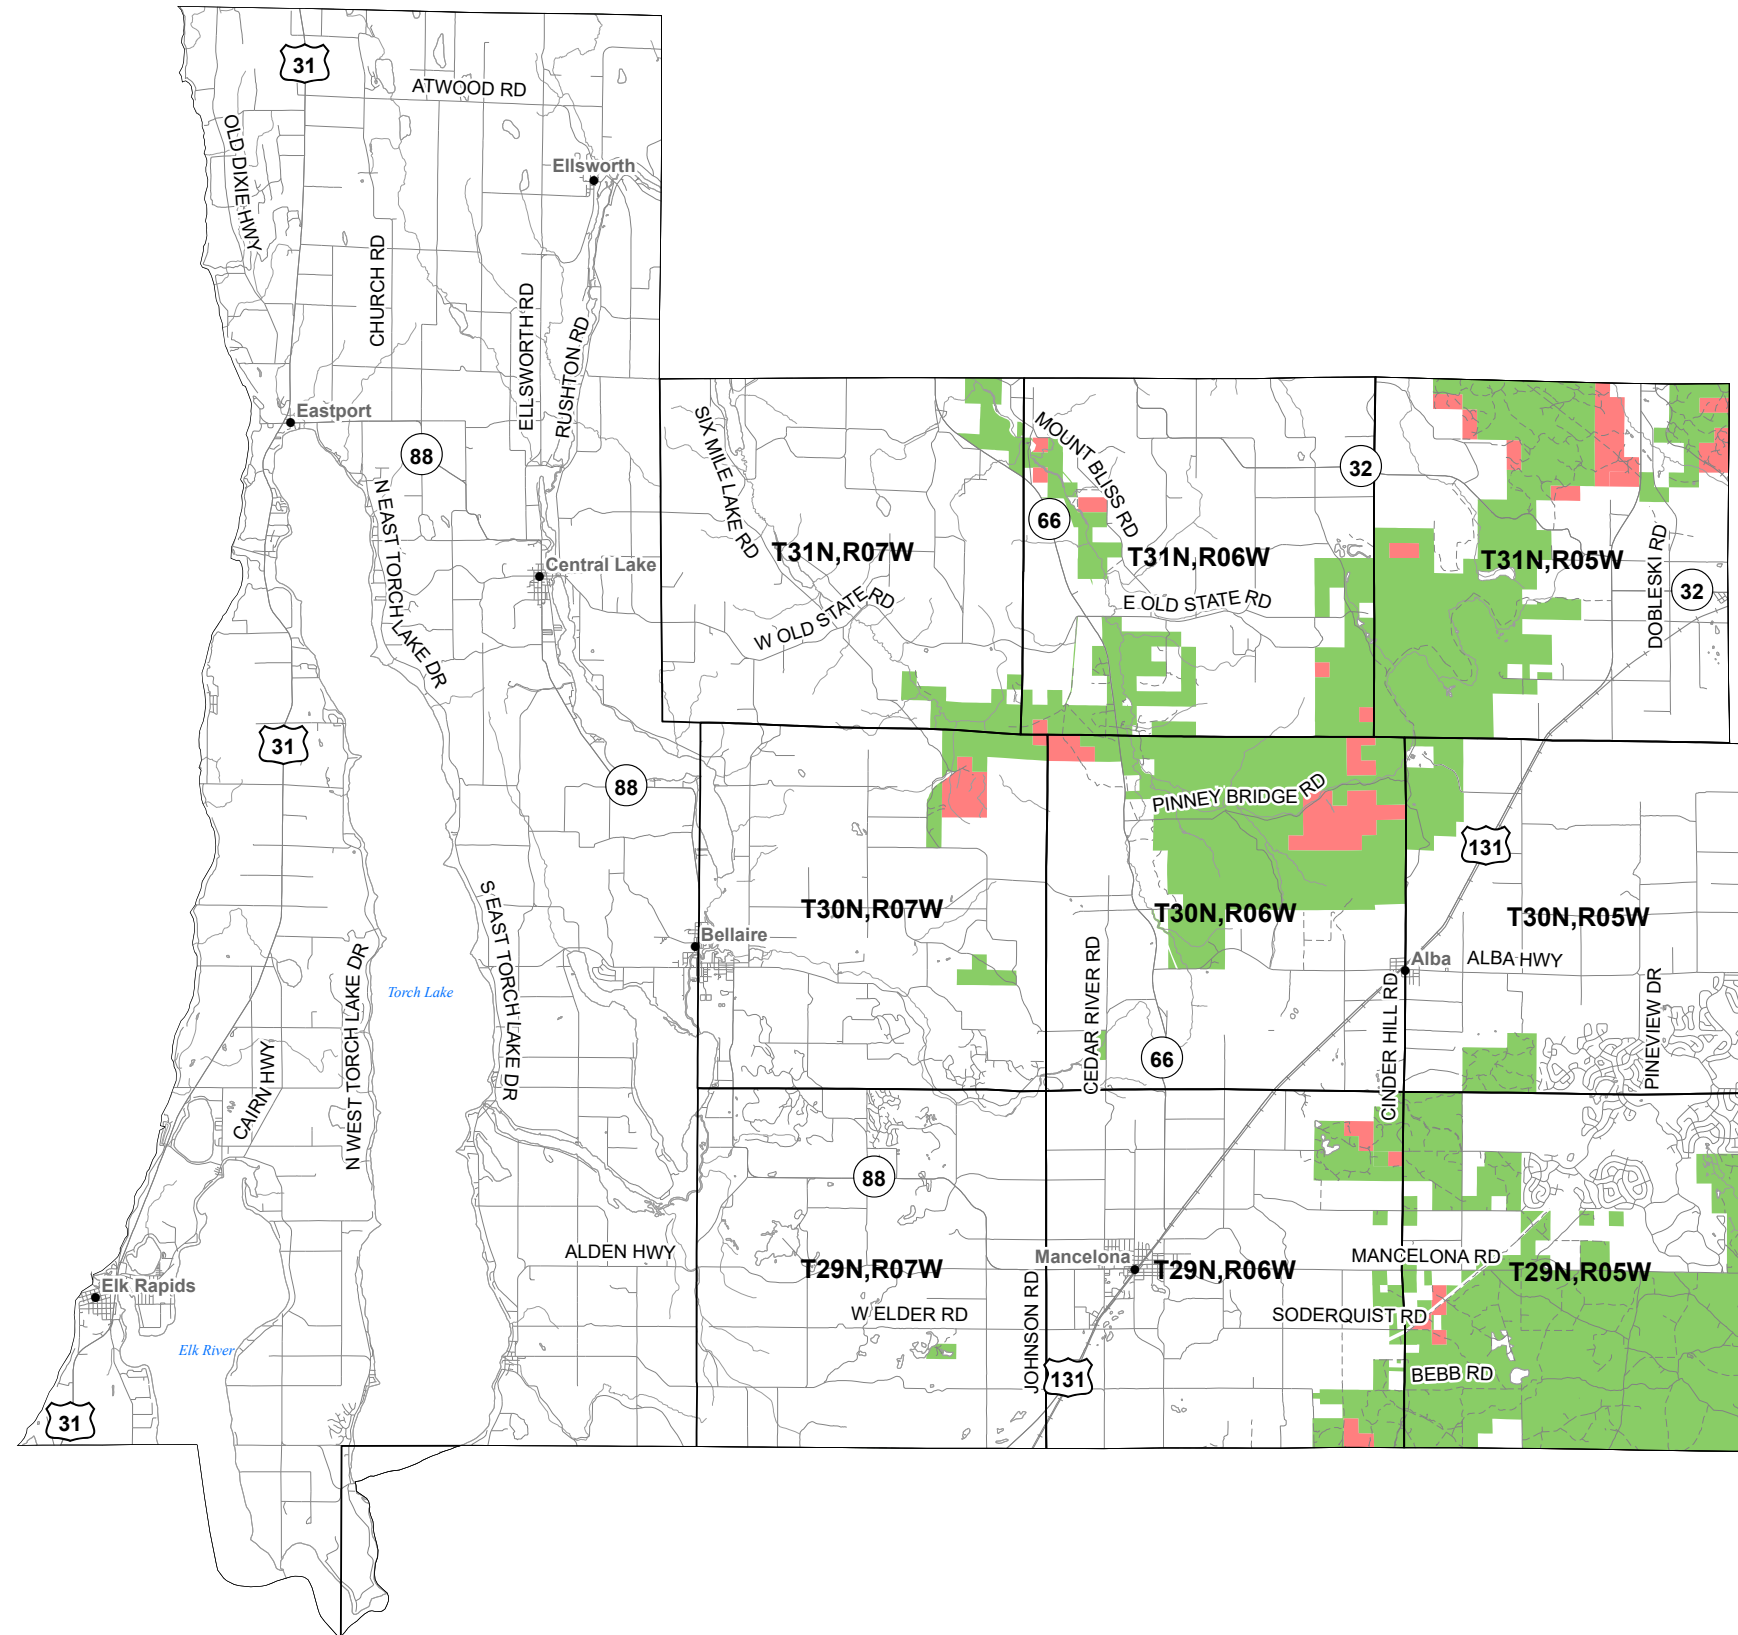 31
ATWOOD RD
OLD DIXIE HWY
Ellsworth
CHURCH RD
ELLSWORTH RD
RUSHTON RD
Eastport
88
SIX MILE LAKE RD
MOUNT BLISS RD
32
N EAST TORCH LAKE DR
66
T31N,R07W
T31N,R06W
T31N,R05W
DOBLESKI RD
Central Lake
32
W OLD STATE RD
E OLD STATE RD
31
88
PINNEY BRIDGE RD
131
S EAST TORCH LAKE DR
T30N,R07W
T30N,R06W
T30N,R05W
Bellaire
CEDAR RIVER RD
Alba
ALBA HWY
N WEST TORCH LAKE DR
Torch Lake
CINDER HILL RD
PINEVIEW DR
CAIRN HWY
66
88
ALDEN HWY
Mancelona
MANCELONA RD
T29N,R07W
T29N,R06W
T29N,R05W
Elk Rapids
W ELDER RD
JOHNSON RD
SODERQUIST RD
Elk River
131
BEBB RD
31